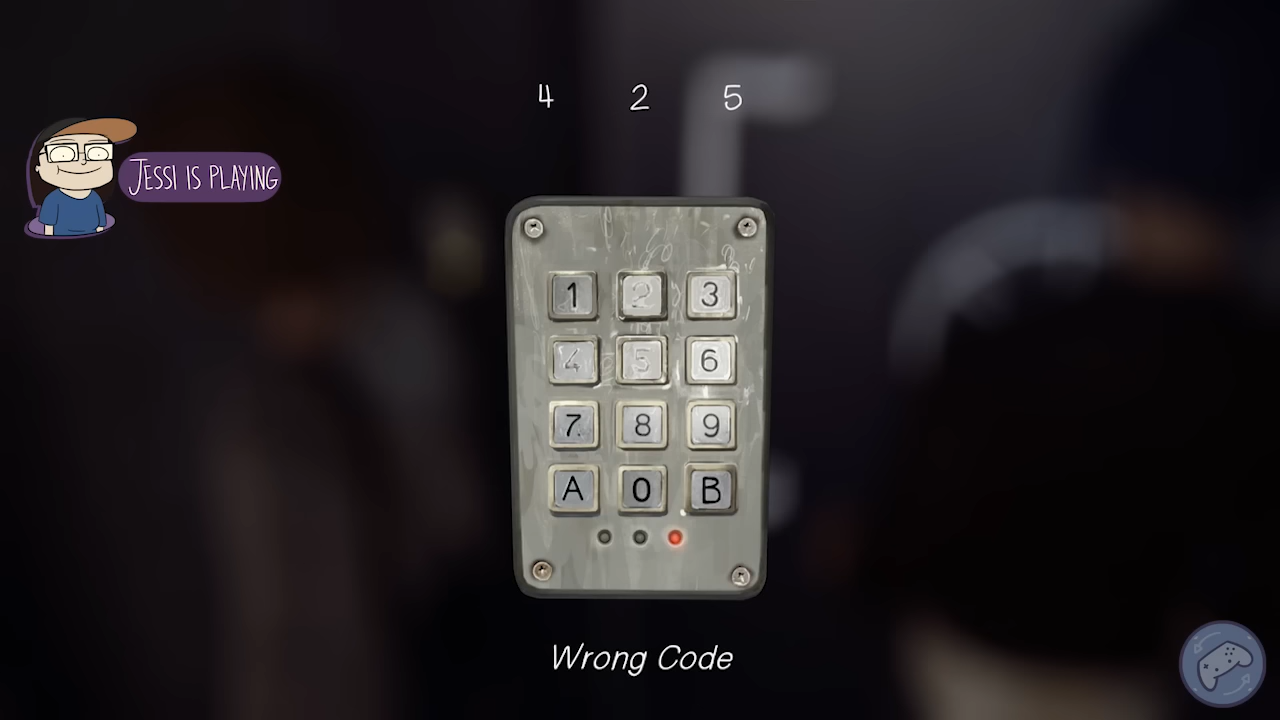 4 2 5
JESSI IS PLAYING
1 2 3
4 5 6
7 8 9
A 0 B
Wrong Code